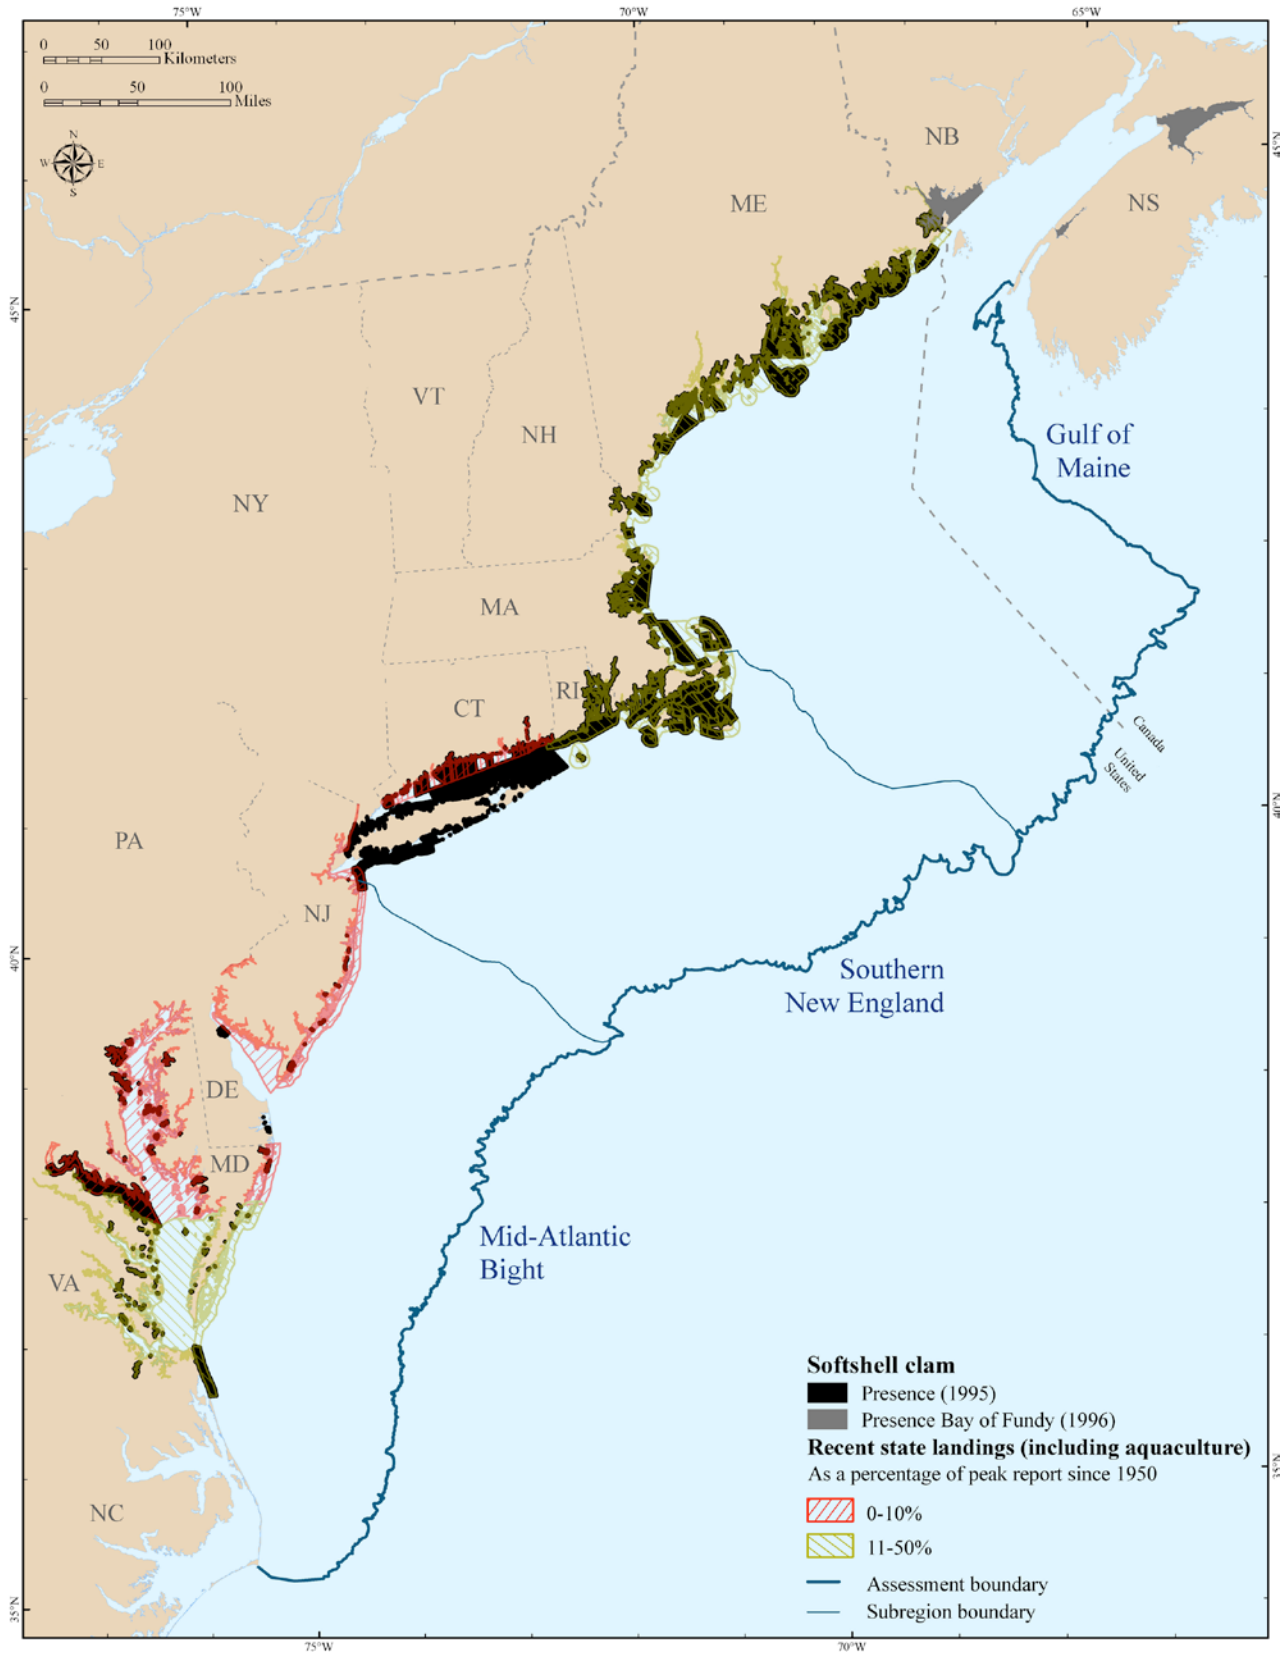 75°W
70°W
65°W
0 50 100
Kilometers
0 50 100
Miles
N
W E
S
NB
45°N
ME
NS
45°N
VT
Gulf of
Maine
NH
NY
MA
RI
CT
Canada
United
States
40°N
PA
NJ
40°N
Southern
New England
DE
MD
Mid-Atlantic
Bight
VA
Softshell clam
Presence (1995)
Presence Bay of Fundy (1996)
Recent state landings (including aquaculture)
As a percentage of peak report since 1950
35°N
NC
0-10%
11-50%
Assessment boundary
Subregion boundary
35°N
75°W
70°W